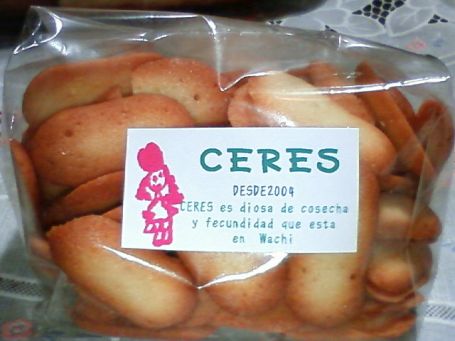 CERES
DESDE2004
CERES es diosa de cosecha
y fecundidad que esta
en Wachi